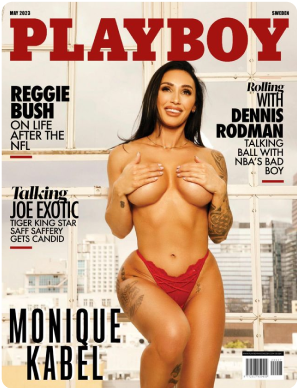 MAY 2023
SWEDEN
PLAYBOY
REGGIE
BUSH
ON LIFE
AFTER THE
NFL
Rolling
WITH
DENNIS
RODMAN
TALKING
BALL WITH
NBA'S BAD
BOY
Talking
JOE EXOTIC
TIGER KING STAR
SAFF SAFFERY
GETS CANDID
MONIQUE
KABEL